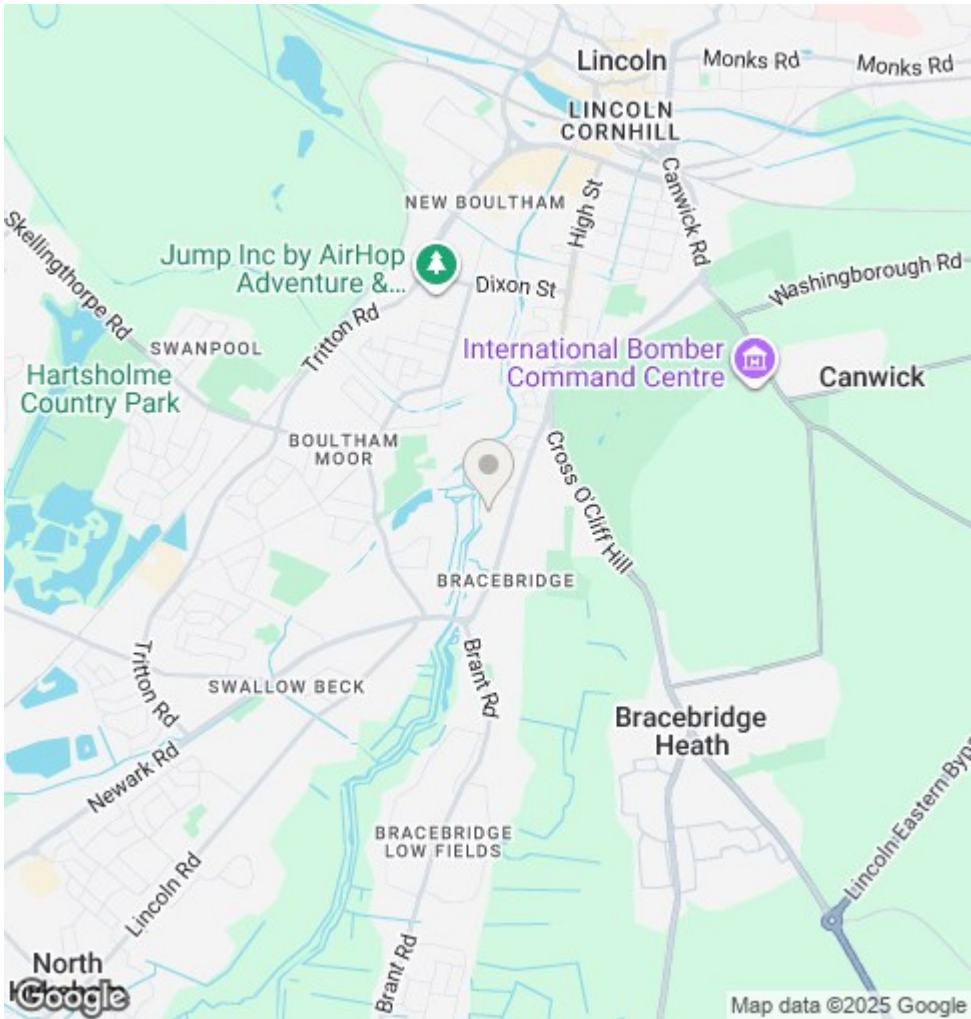 Lincoln
Monks Rd
Monks Rd
LINCOLN
CORNHILL
Canwick Rd
High St
NEW BOULTHAM
Skellingthorpe Rd
Jump Inc by AirHop
Adventure &...
Dixon St
Washingborough Rd
Tritton Rd
SWANPOOL
International Bomber
Command Centre
Canwick
Hartsholme
Country Park
BOULTHAM
MOOR
Cross O'Cliff Hill
BRACEBRIDGE
Tritton Rd
Brant Rd
SWALLOW BECK
Bracebridge
Heath
Newark Rd
BRACEBRIDGE
LOW FIELDS
Lincoln Eastern Bypa
Lincoln Rd
Brant Rd
North
Google
Map data ©2025 Google